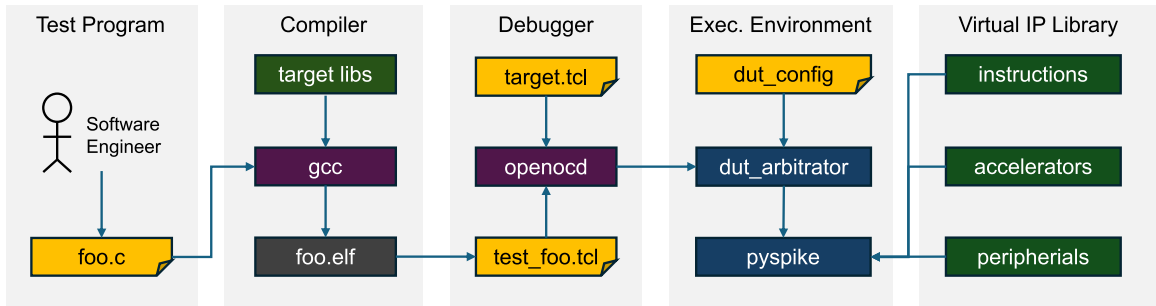 Test Program
Software
Engineer
foo.c
Compiler
target libs
gcc
foo.elf
Debugger
target.tcl
openocd
test_foo.tcl
Exec. Environment
dut_config
dut_arbitrator
pyspike
Virtual IP Library
instructions
accelerators
peripherials